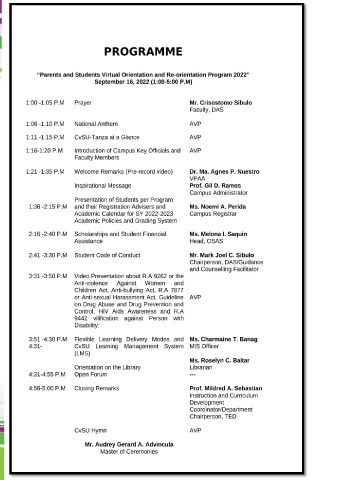 PROGRAMME
"Parents and Students Virtual Orientation and Re-orientation Program 2022"
September 16, 2022 (1:00-5:00 P.M)
1:00 -1:05 P.M Prayer Mr. Crisostomo Sibulo
Faculty, DAS
1:06 -1:10 P.M National Anthem AVP
1:11 -1:15 P.M CvSU-Tanza at a Glance AVP
1:16-1:20 P.M Introduction of Campus Key Officials and AVP
Faculty Members
1:21 -1:35 P.M Welcome Remarks (Pre-record video) Dr. Ma. Agnes P. Nuestro
VPAA
Inspirational Message Prof. Gil D. Ramos
Campus Administrator
Presentation of Students per Program
1:36 -2:15 P.M and their Registration Advisers and Ms. Noemi A. Perida
Academic Calendar for SY 2022-2023 Campus Registrar
Academic Policies and Grading System
2:16 -2:40 P.M Scholarships and Student Financial Ms. Melona I. Saquin
Assistance Head, OSAS
2:41 -3:30 P.M Student Code of Conduct Mr. Mark Joel C. Sibulo
Chairperson, DAS/Guidance
and Counselling Facilitator
3:31 -3:50 P.M Video Presentation about R.A 9262 or the
Anti-violence Against Women and
Children Act, Anti-bullying Act, R.A 7877
or Anti-sexual Harassment Act, Guideline AVP
on Drug Abuse and Drug Prevention and
Control, HIV Aids Awareness and R.A
9442 vilification against Person with
Disability;
3:51 -4:30 P.M Flexible Learning Delivery Modes and Ms. Charmaine T. Banag
4:31- CvSU Learning Management System MIS Officer
(LMS)
Ms. Roselyn C. Baltar
Orientation on the Library Librarian
4:31-4:55 P.M Open Forum ---
4:56-5:00 P.M Closing Remarks Prof. Mildred A. Sebastian
Instruction and Curriculum
Development
Coordinator/Department
Chairperson, TED
CvSU Hymn AVP
Mr. Audrey Gerard A. Advincula
Master of Ceremonies